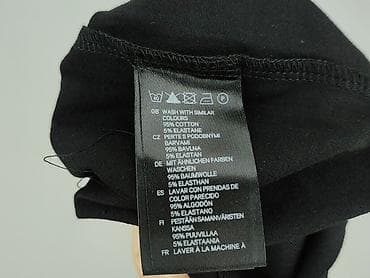 GB WASH WITH SIMILAR
COLOURS
95% COTTON
5% ELASTANE
CZ PERTE S PODOBNÝMI
BARVAMI
95% BAVLNA
5% ELASTAN
DE MIT ÄHNLICHEN FARBEN
WASCHEN
95% BAUMWOLLE
5% ELASTHAN
ES LAVAR CON PRENDAS DE
COLOR PARECIDO
95% ALGODÓN
5% ELASTANO
FI PESTÄÄN SAMANVÄRISTEN
KANSSA
95% PUUVILLAA
5% ELASTAANIA
FR LAVER À LA MACHINE À